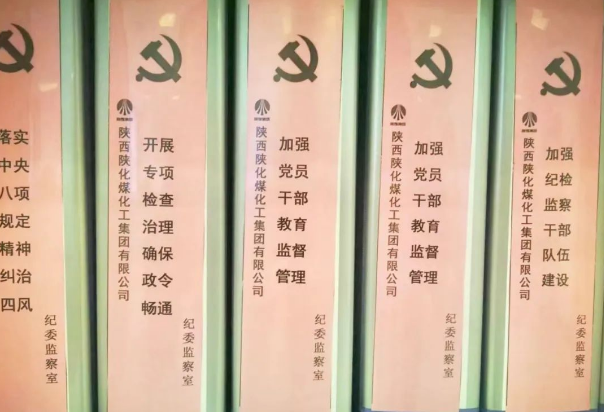 落实
中央
八项
规定
精神
纠治
四风
纪委监察室
陕西陕化煤化工集团有限公司
开展
专项
检查
治理
确保
政令
畅通
纪委监察室
陕西陕化煤化工集团有限公司
加强
党员
干部
教育
监督
管理
纪委监察室
陕西陕化煤化工集团有限公司
加强
党员
干部
教育
监督
管理
纪委监察室
陕西陕化煤化工集团有限公司
加强
纪检
监察
干部
队伍
建设
纪委监察室